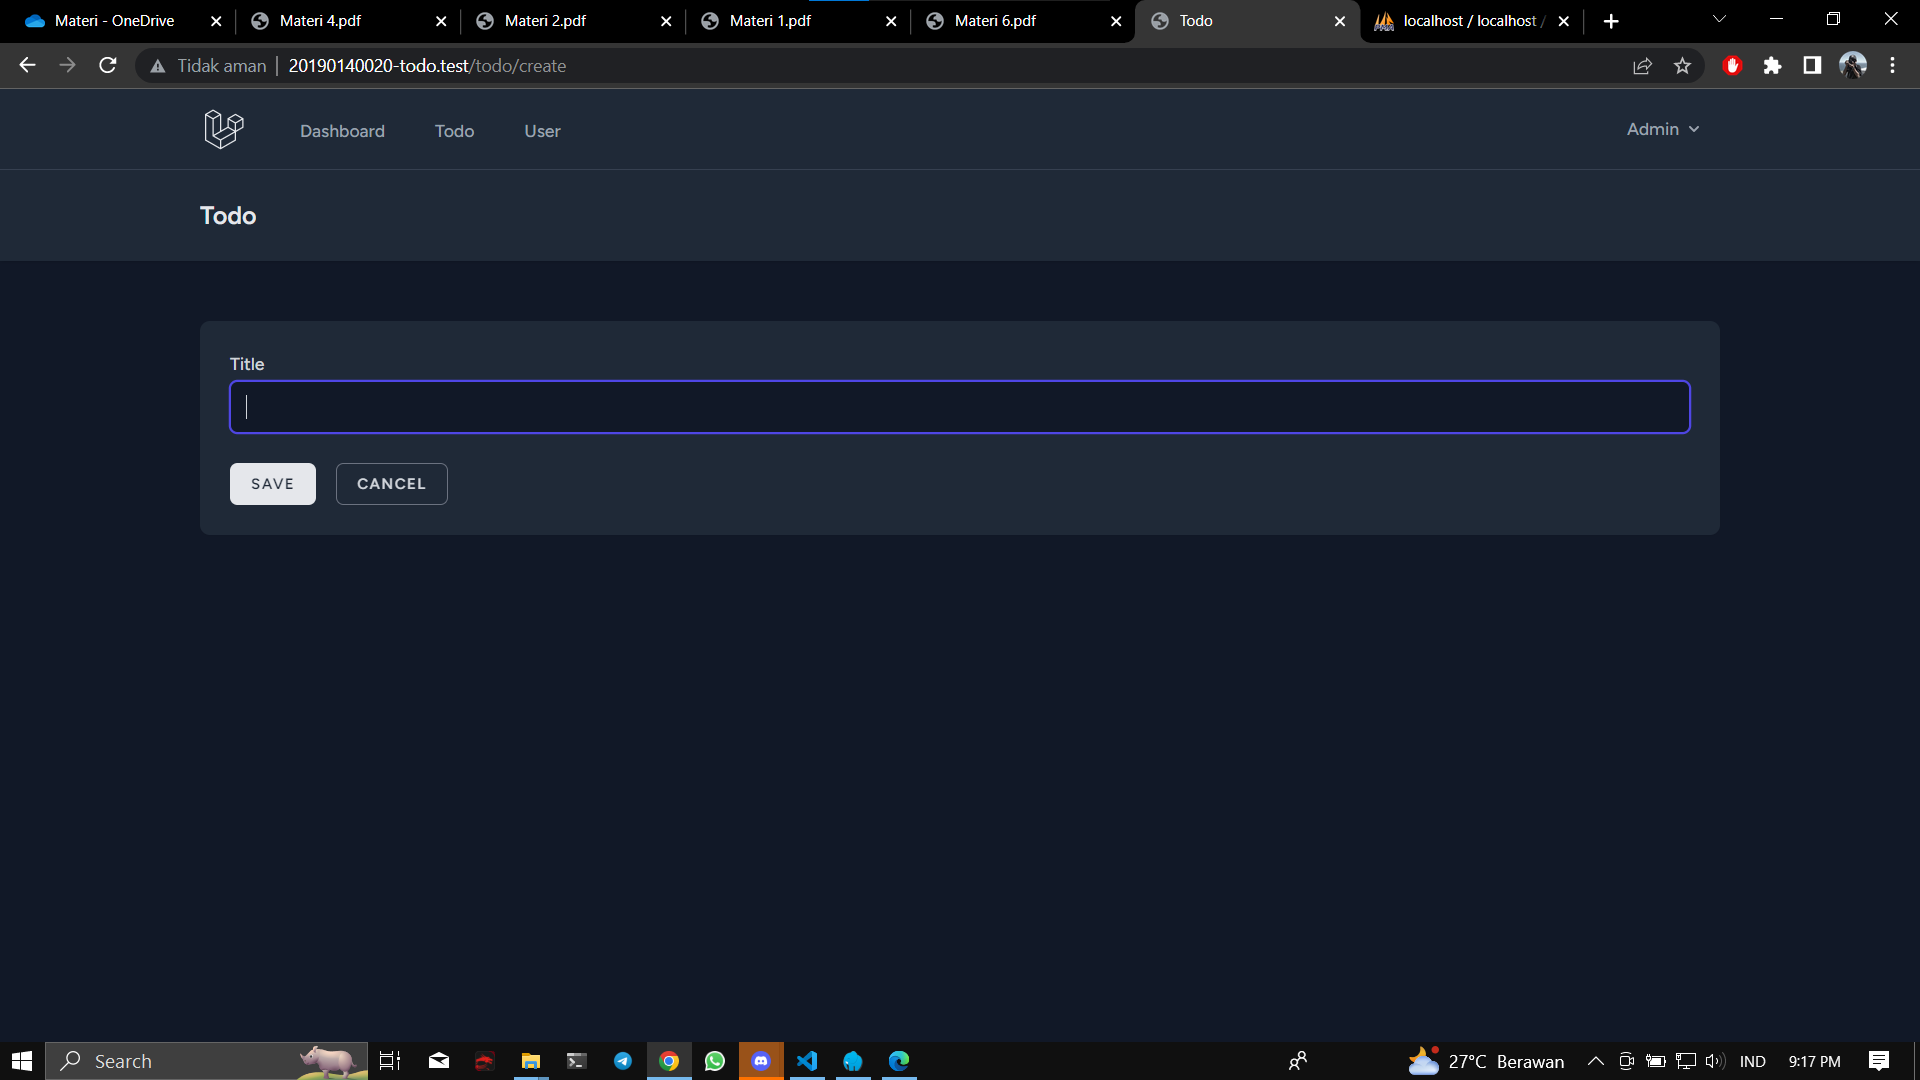 Materi - OneDrive
Materi 4.pdf
Materi 2.pdf
Materi 1.pdf
Materi 6.pdf
Todo
localhost / localhost /
Tidak aman
20190140020-todo.test/todo/create
Dashboard
Todo
User
Admin
Todo
Title
SAVE
CANCEL
Search
27°C Berawan
IND
9:17 PM